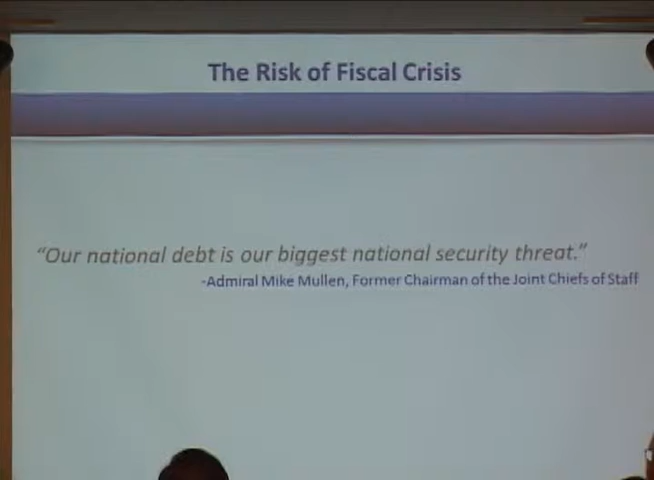 The Risk of Fiscal Crisis
“Our national debt is our biggest national security threat.”
-Admiral Mike Mullen, Former Chairman of the Joint Chiefs of Staff